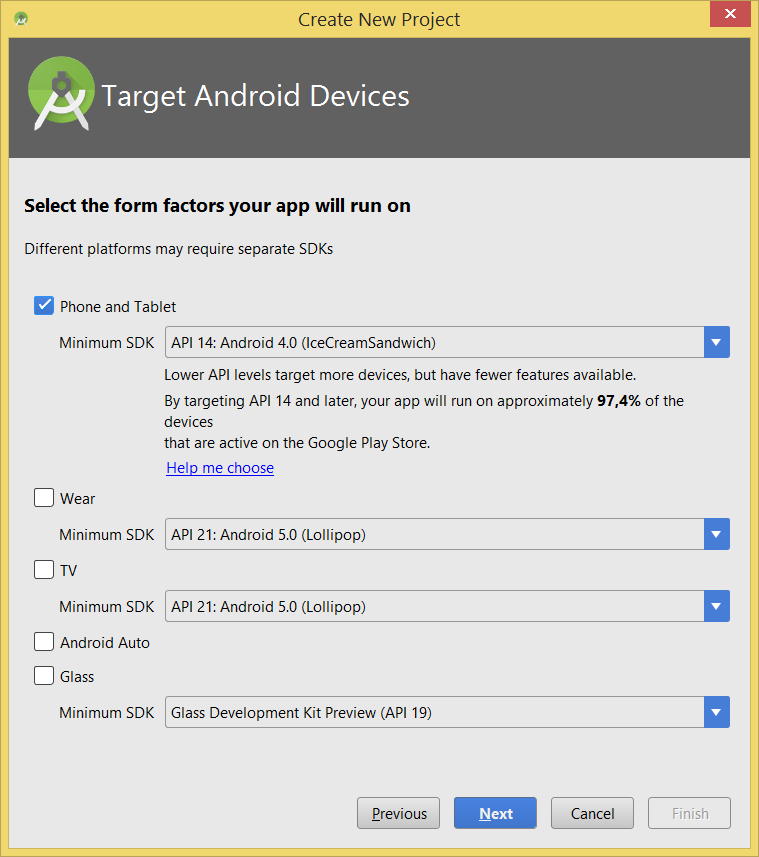 Create New Project
Target Android Devices
Select the form factors your app will run on
Different platforms may require separate SDKs
Phone and Tablet
Minimum SDK API 14: Android 4.0 (IceCreamSandwich)
Lower API levels target more devices, but have fewer features available.
By targeting API 14 and later, your app will run on approximately 97,4% of the
devices
that are active on the Google Play Store.
Help me choose
Wear
Minimum SDK API 21: Android 5.0 (Lollipop)
TV
Minimum SDK API 21: Android 5.0 (Lollipop)
Android Auto
Glass
Minimum SDK Glass Development Kit Preview (API 19)
Previous Next Cancel Finish